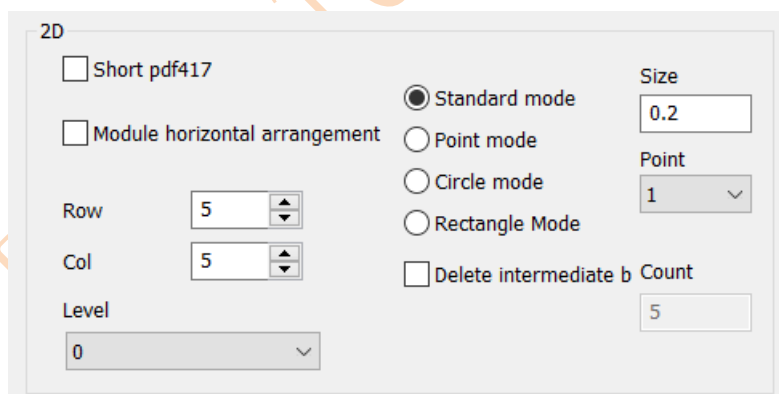 2D
Short pdf417
Module horizontal arrangement
Row 5
Col 5
Level
0
Standard mode
Point mode
Circle mode
Rectangle Mode
Delete intermediate b
Size
0.2
Point
1
Count
5